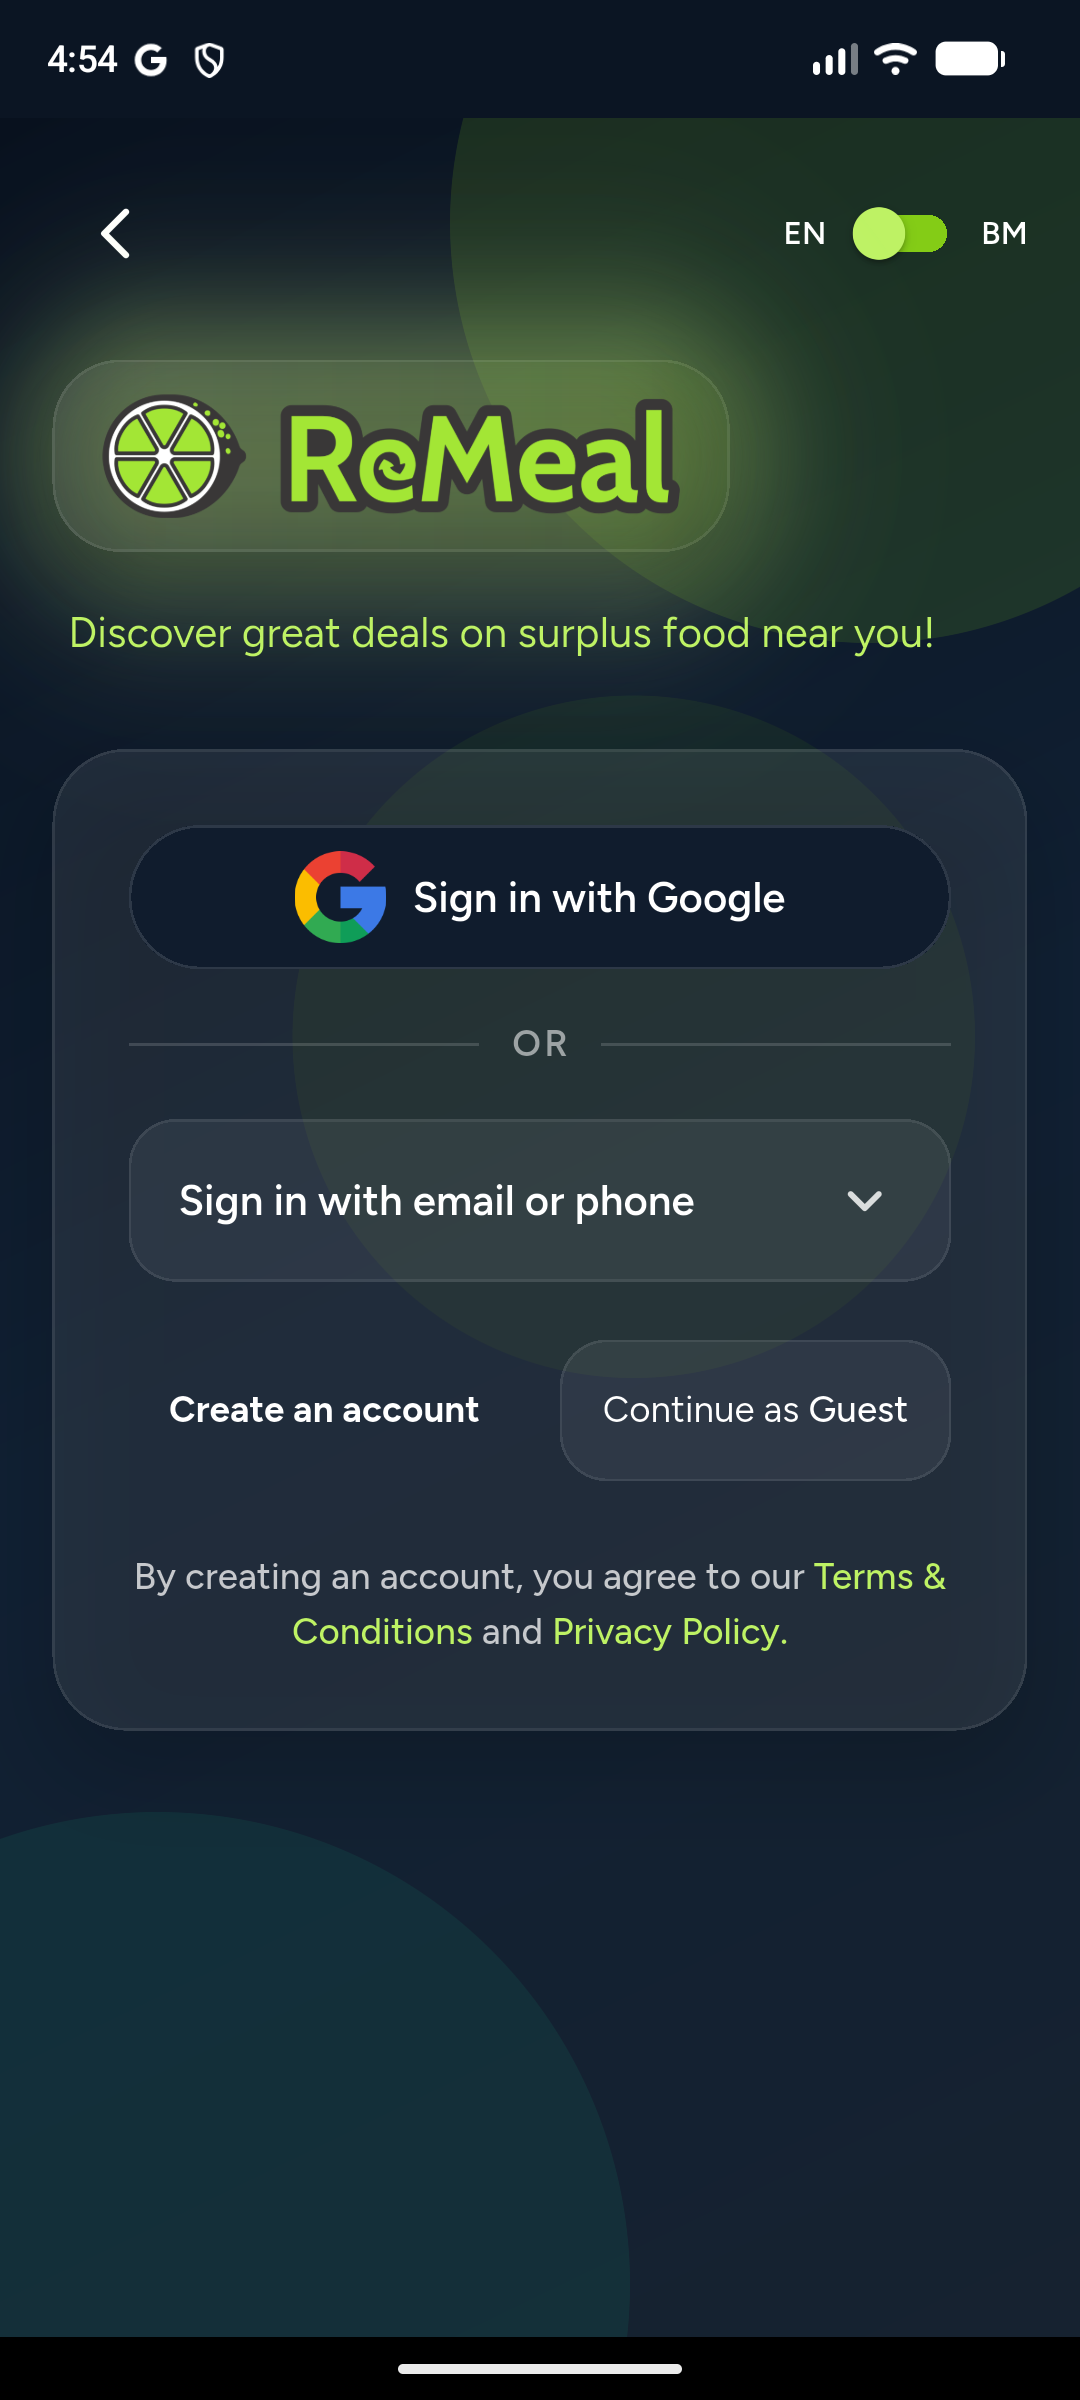 4:54
EN
BM
ReMeal
Discover great deals on surplus food near you!
Sign in with Google
OR
Sign in with email or phone
Create an account
Continue as Guest
By creating an account, you agree to our Terms &
Conditions and Privacy Policy.